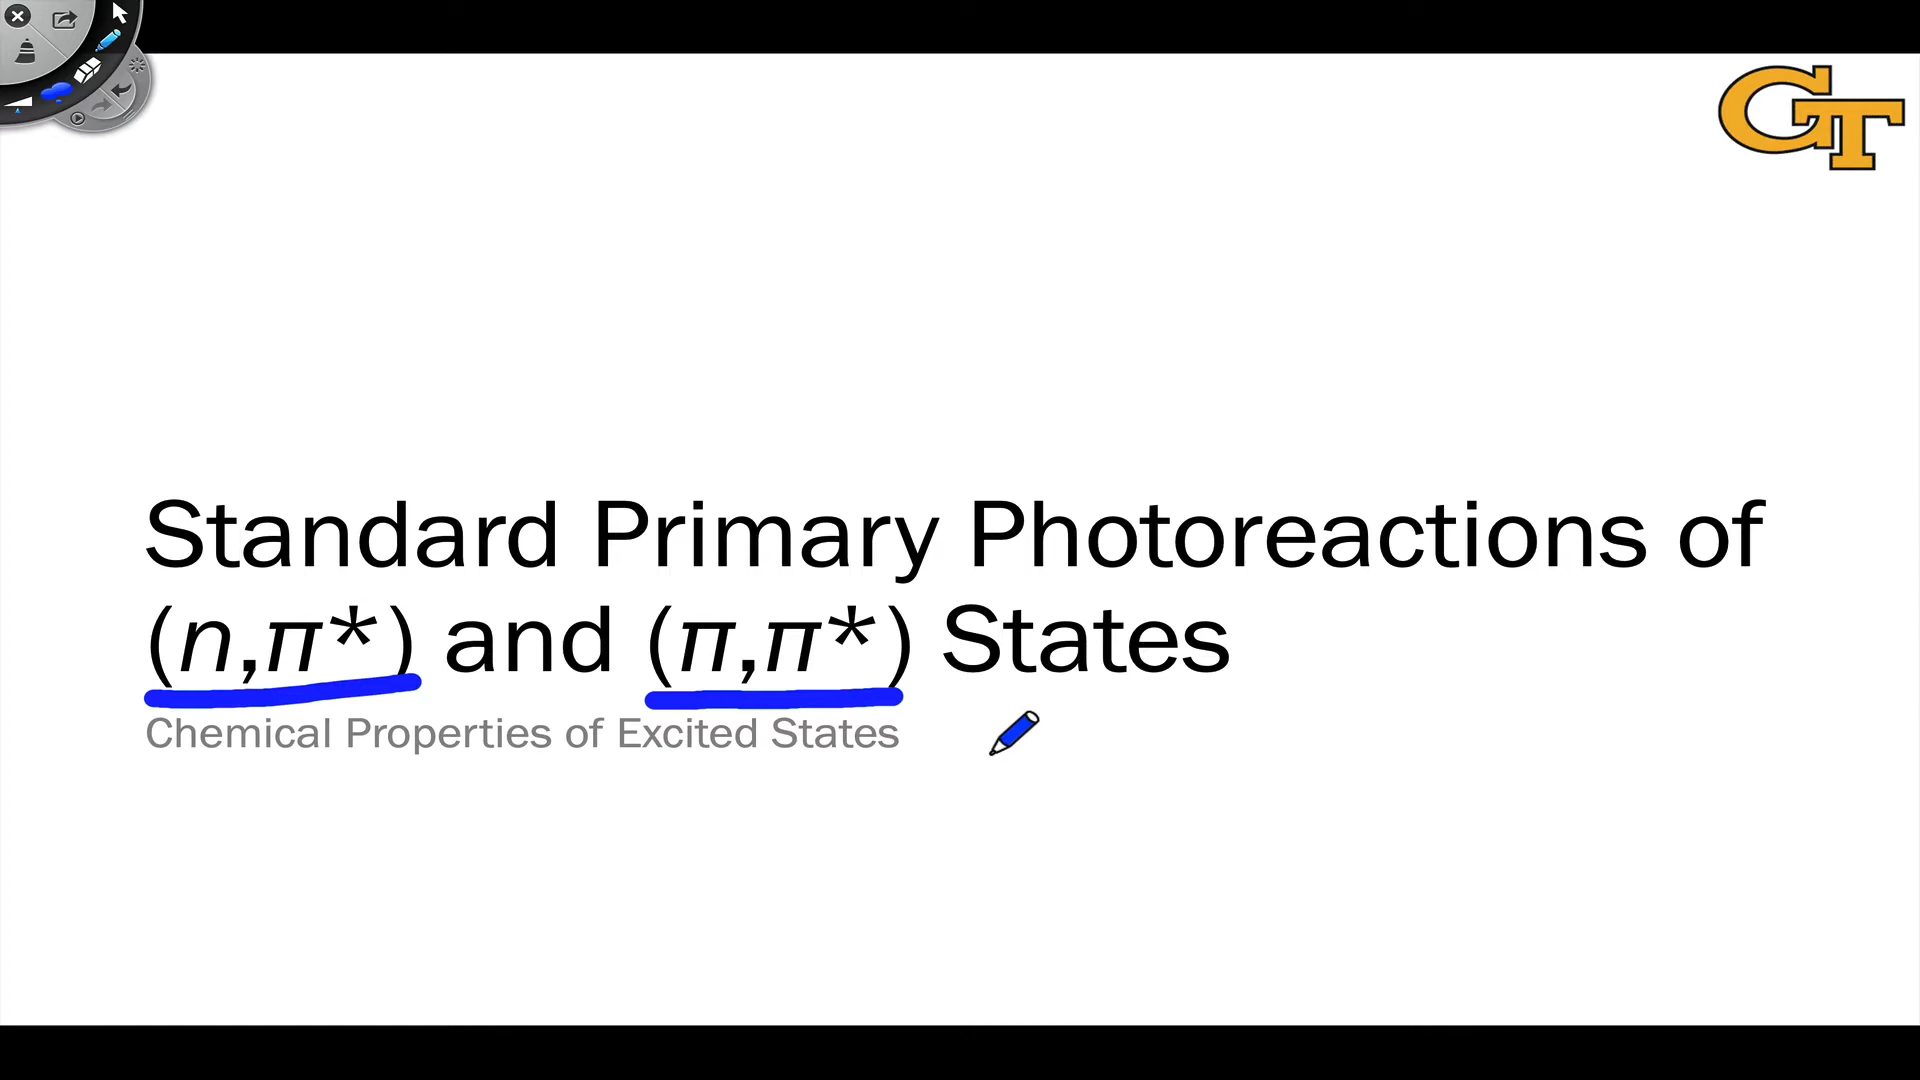 GT
Standard Primary Photoreactions of
(n,π*) and (π,π*) States
Chemical Properties of Excited States